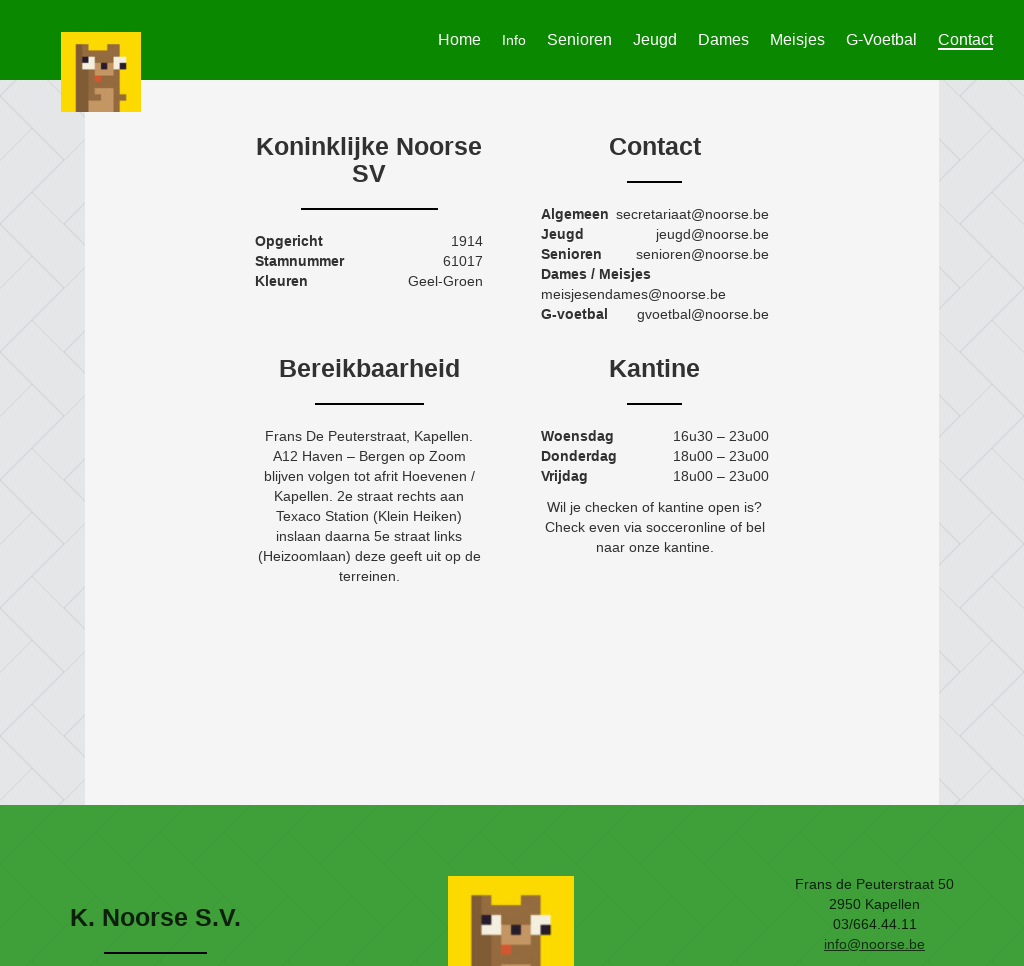 Home Info Senioren Jeugd Dames Meisjes G-Voetbal Contact
Koninklijke Noorse
SV
Opgericht 1914
Stamnummer 61017
Kleuren Geel-Groen
Contact
Algemeen secretariaat@noorse.be
Jeugd jeugd@noorse.be
Senioren senioren@noorse.be
Dames / Meisjes
meisjesendames@noorse.be
G-voetbal gvoetbal@noorse.be
Bereikbaarheid
Frans De Peuterstraat, Kapellen.
A12 Haven – Bergen op Zoom
blijven volgen tot afrit Hoevenen /
Kapellen. 2e straat rechts aan
Texaco Station (Klein Heiken)
inslaan daarna 5e straat links
(Heizoomlaan) deze geeft uit op de
terreinen.
Kantine
Woensdag 16u30 – 23u00
Donderdag 18u00 – 23u00
Vrijdag 18u00 – 23u00
Wil je checken of kantine open is?
Check even via socceronline of bel
naar onze kantine.
K. Noorse S.V.
Frans de Peuterstraat 50
2950 Kapellen
03/664.44.11
info@noorse.be